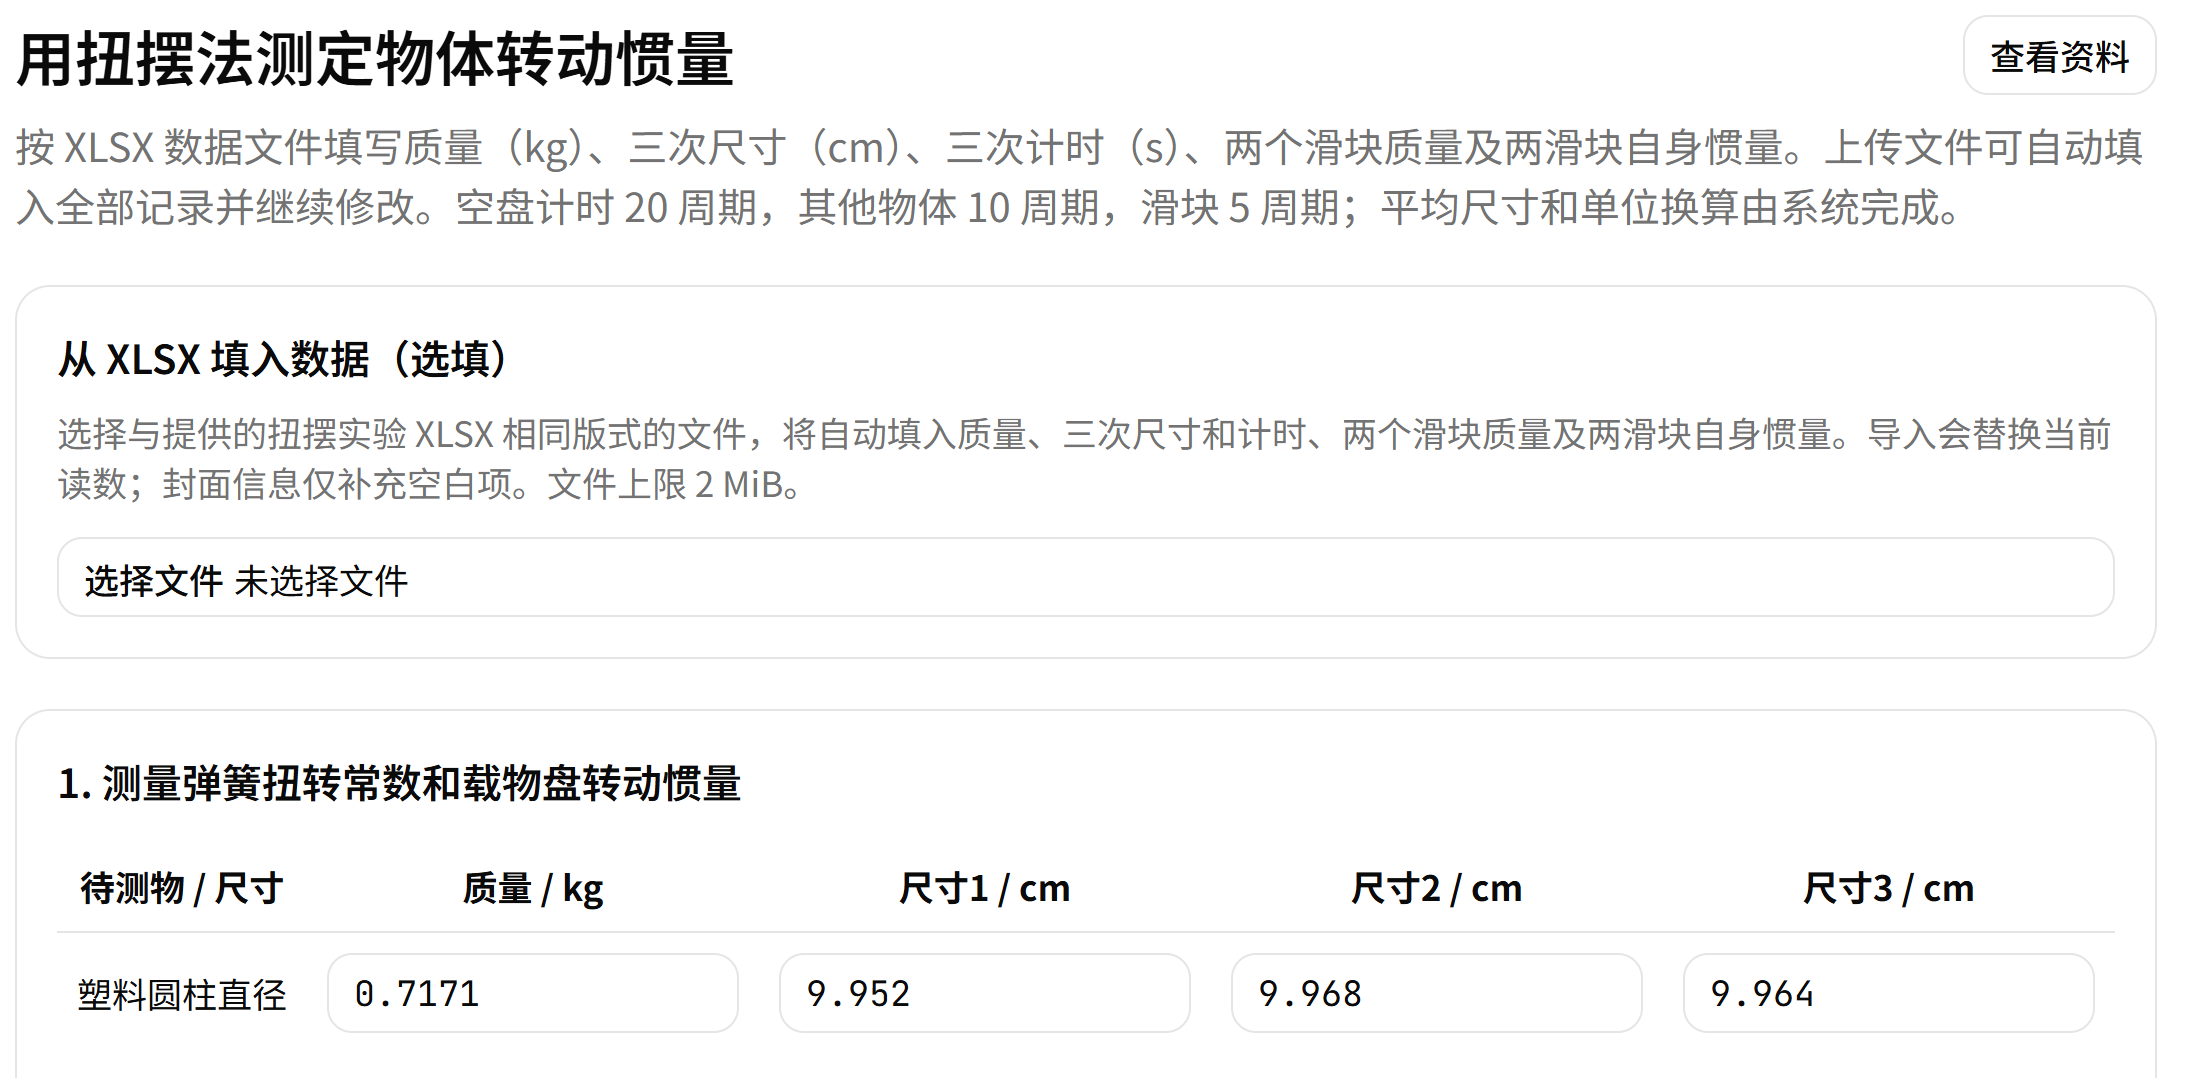 用扭摆法测定物体转动惯量
查看资料
按 XLSX 数据文件填写质量（kg）、三次尺寸（cm）、三次计时（s）、两个滑块质量及两滑块自身惯量。上传文件可自动填
入全部记录并继续修改。空盘计时 20 周期，其他物体 10 周期，滑块 5 周期；平均尺寸和单位换算由系统完成。
从 XLSX 填入数据（选填）
选择与提供的扭摆实验 XLSX 相同版式的文件，将自动填入质量、三次尺寸和计时、两个滑块质量及两滑块自身惯量。导入会替换当前
读数；封面信息仅补充空白项。文件上限 2 MiB。
选择文件 未选择文件
1. 测量弹簧扭转常数和载物盘转动惯量
待测物 / 尺寸 质量 / kg 尺寸1 / cm 尺寸2 / cm 尺寸3 / cm
塑料圆柱直径 0.7171 9.952 9.968 9.964